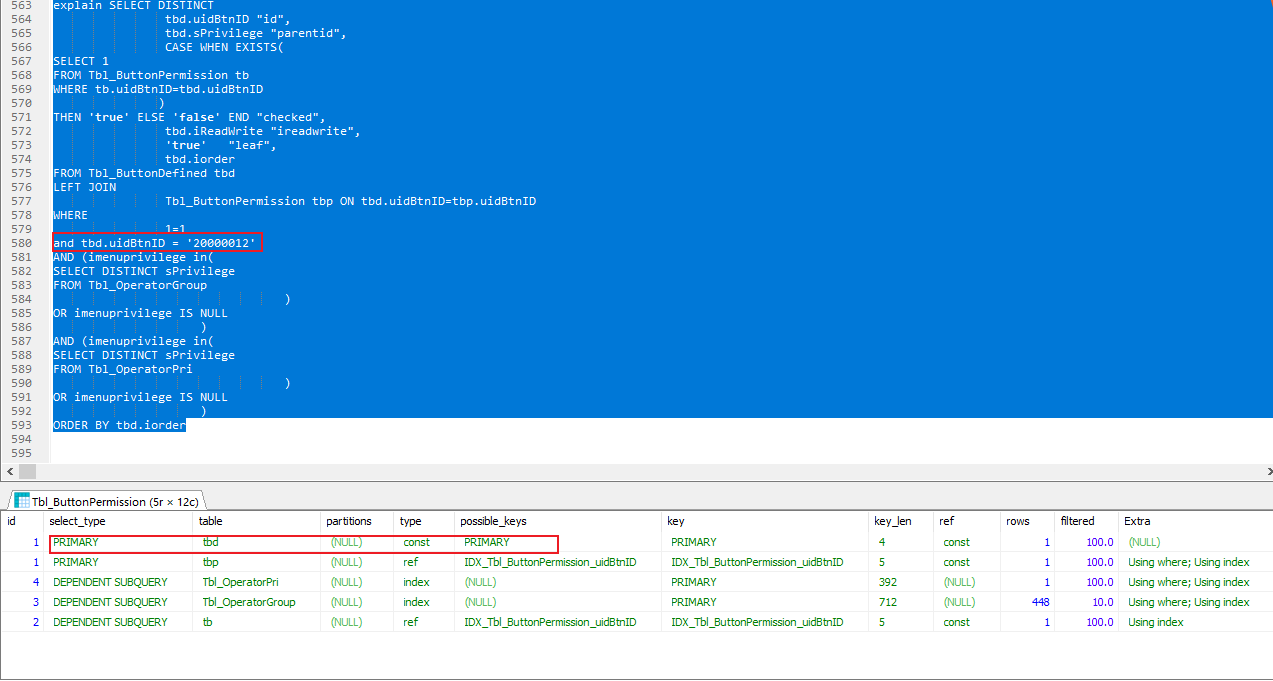 563 explain SELECT DISTINCT
564 tbd.uidBtnID "id",
565 tbd.sPrivilege "parentid",
566 CASE WHEN EXISTS(
567 SELECT 1
568 FROM Tbl_ButtonPermission tb
569 WHERE tb.uidBtnID=tbd.uidBtnID
570 )
571 THEN 'true' ELSE 'false' END "checked",
572 tbd.iReadWrite "ireadwrite",
573 'true' "leaf",
574 tbd.iorder
575 FROM Tbl_ButtonDefined tbd
576 LEFT JOIN
577 Tbl_ButtonPermission tbp ON tbd.uidBtnID=tbp.uidBtnID
578 WHERE
579 1=1
580 and tbd.uidBtnID = '20000012'
581 AND (imenuprivilege in(
582 SELECT DISTINCT sPrivilege
583 FROM Tbl_OperatorGroup
584 )
585 OR imenuprivilege IS NULL
586 )
587 AND (imenuprivilege in(
588 SELECT DISTINCT sPrivilege
589 FROM Tbl_OperatorPri
590 )
591 OR imenuprivilege IS NULL
592 )
593 ORDER BY tbd.iorder
594
595
Tbl_ButtonPermission (5r × 12c)
id select_type table partitions type possible_keys key key_len ref rows filtered Extra
1 PRIMARY tbd (NULL) const PRIMARY PRIMARY 4 const 1 100.0 (NULL)
1 PRIMARY tbp (NULL) ref IDX_Tbl_ButtonPermission_uidBtnID IDX_Tbl_ButtonPermission_uidBtnID 5 const 1 100.0 Using where; Using index
4 DEPENDENT SUBQUERY Tbl_OperatorPri (NULL) index (NULL) PRIMARY 392 (NULL) 1 100.0 Using where; Using index
3 DEPENDENT SUBQUERY Tbl_OperatorGroup (NULL) index (NULL) PRIMARY 712 (NULL) 448 10.0 Using where; Using index
2 DEPENDENT SUBQUERY tb (NULL) ref IDX_Tbl_ButtonPermission_uidBtnID IDX_Tbl_ButtonPermission_uidBtnID 5 const 1 100.0 Using index